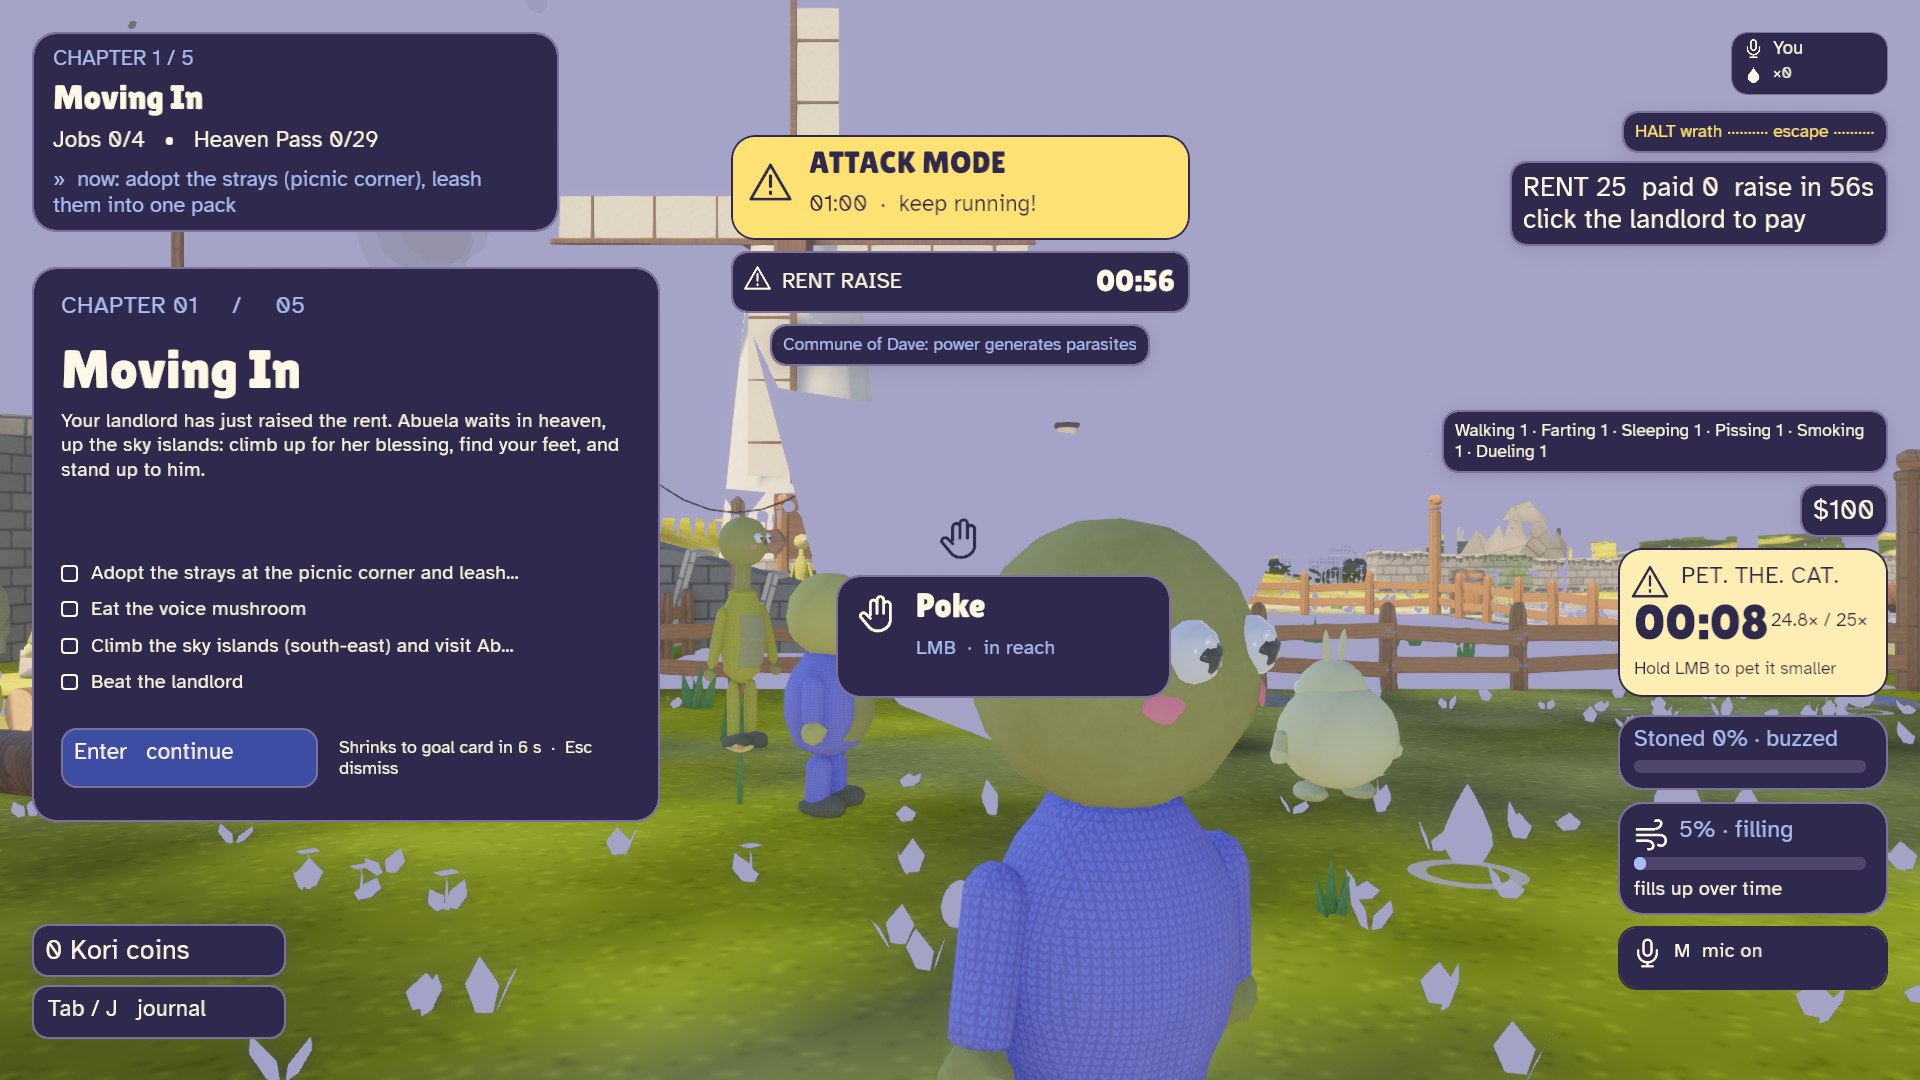 CHAPTER 1 / 5
Moving In
Jobs 0/4 • Heaven Pass 0/29
» now: adopt the strays (picnic corner), leash
them into one pack
CHAPTER 01 / 05
Moving In
Your landlord has just raised the rent. Abuela waits in heaven,
up the sky islands: climb up for her blessing, find your feet, and
stand up to him.
Adopt the strays at the picnic corner and leash...
Eat the voice mushroom
Climb the sky islands (south-east) and visit Ab...
Beat the landlord
Enter continue
Shrinks to goal card in 6 s · Esc
dismiss
0 Kori coins
Tab / J journal
ATTACK MODE
01:00 · keep running!
RENT RAISE 00:56
Commune of Dave: power generates parasites
Poke
LMB · in reach
You
×0
HALT wrath ·········· escape ··········
RENT 25 paid 0 raise in 56s
click the landlord to pay
Walking 1 · Farting 1 · Sleeping 1 · Pissing 1 · Smoking
1 · Dueling 1
$100
PET. THE. CAT.
00:08 24.8× / 25×
Hold LMB to pet it smaller
Stoned 0% · buzzed
5% · filling
fills up over time
M mic on